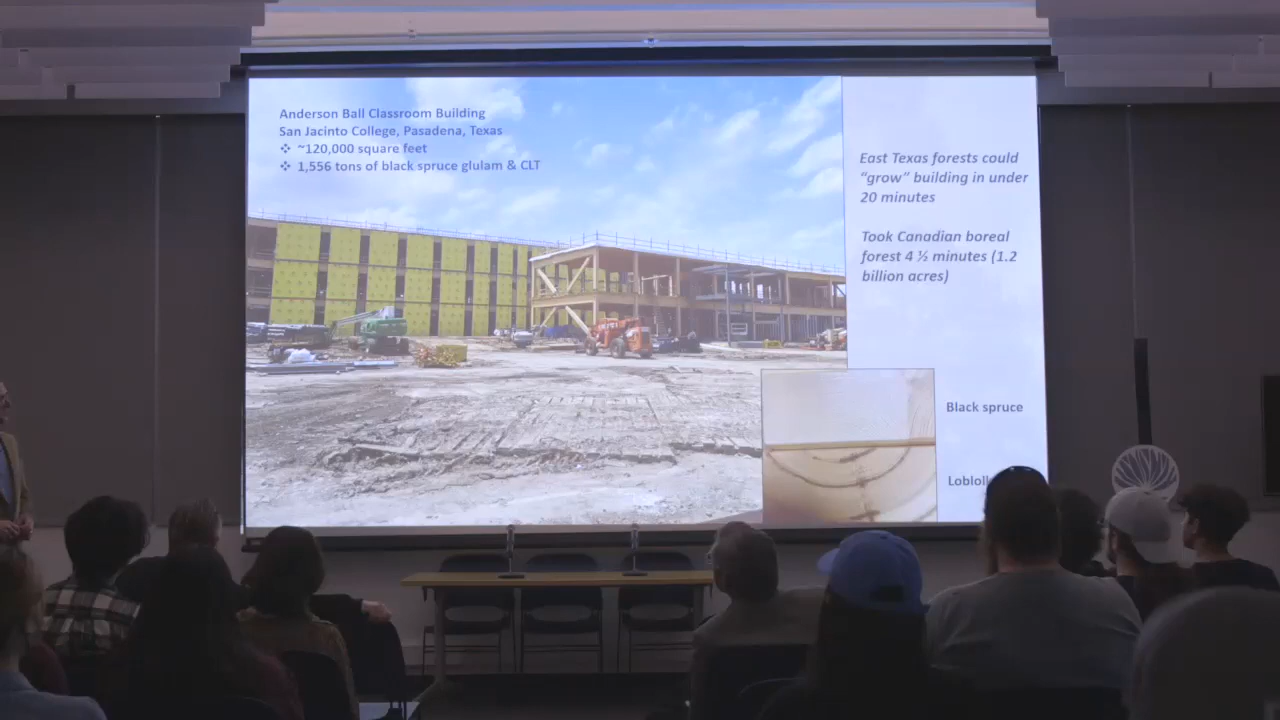 Anderson Ball Classroom Building
San Jacinto College, Pasadena, Texas
❖ ~120,000 square feet
❖ 1,556 tons of black spruce glulam & CLT
East Texas forests could
“grow” building in under
20 minutes
Took Canadian boreal
forest 4 ½ minutes (1.2
billion acres)
Black spruce